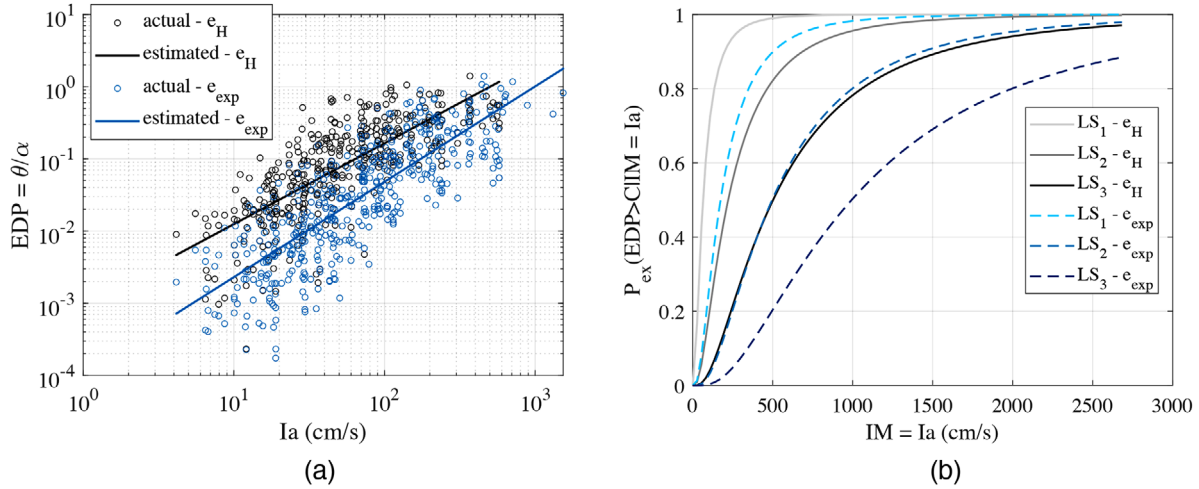 10^1
10^0
10^-1
10^-2
10^-3
10^-4
EDP = θ/α
actual - e_H
estimated - e_H
actual - e_exp
estimated - e_exp
10^0 10^1 10^2 10^3
Ia (cm/s)
(a)
1
0.8
0.6
0.4
0.2
0
P_ex(EDP>C|IM = Ia)
LS_1 - e_H
LS_2 - e_H
LS_3 - e_H
LS_1 - e_exp
LS_2 - e_exp
LS_3 - e_exp
0 500 1000 1500 2000 2500 3000
IM = Ia (cm/s)
(b)